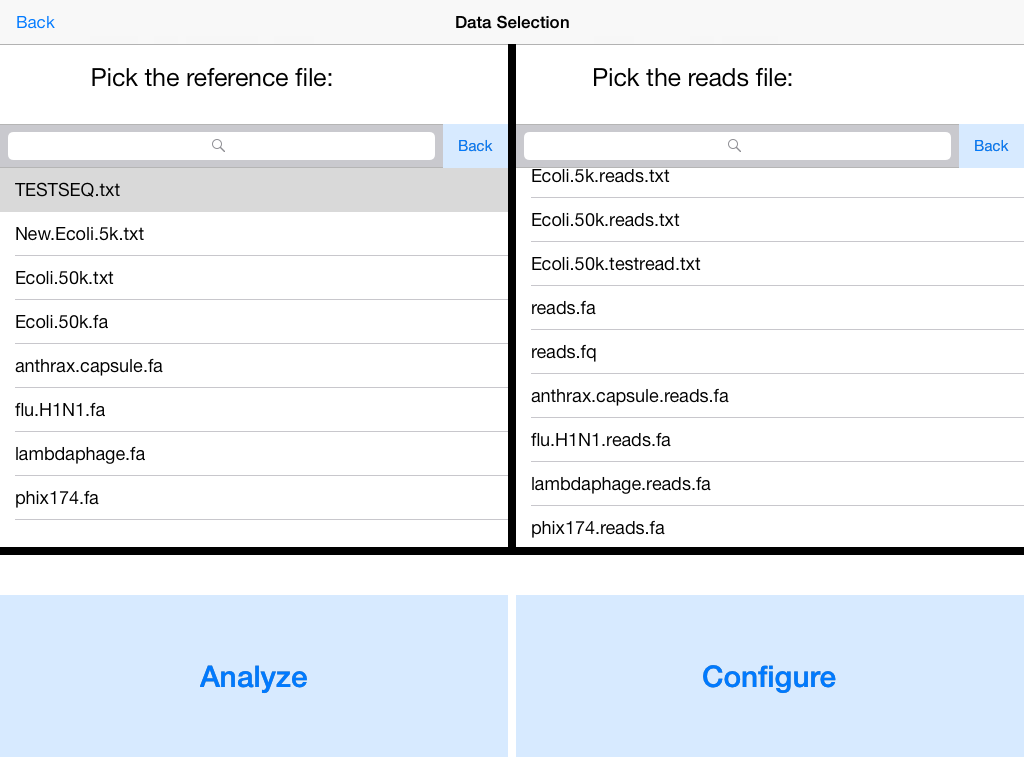 Back
Data Selection
Pick the reference file:
Back
TESTSEQ.txt
New.Ecoli.5k.txt
Ecoli.50k.txt
Ecoli.50k.fa
anthrax.capsule.fa
flu.H1N1.fa
lambdaphage.fa
phix174.fa
Pick the reads file:
Back
Ecoli.5k.reads.txt
Ecoli.50k.reads.txt
Ecoli.50k.testread.txt
reads.fa
reads.fq
anthrax.capsule.reads.fa
flu.H1N1.reads.fa
lambdaphage.reads.fa
phix174.reads.fa
Analyze
Configure